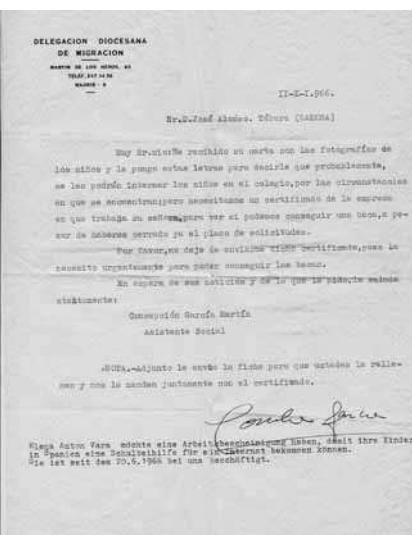 DELEGACION DIOCESANA
DE MIGRACION
MARTIN DE LOS HEROS,
TELEF. 247
MADRID - 8
II-X-I.966.
Sr.D.José Alonso. Tábara (ZAMORA)
Muy Sr.mio:He recibido su carta con las fotografías de
los niños y le pongo estas letras para decirle que probablemente,
se les podrán internar los niños en el colegio,por las circunstancias
en que se encuentran;pero necesitamos un certificado de la empresa
en que trabaja su señora,para ver si podemos conseguir una beca,a pe-
sar de haberse cerrado ya el plazo de solicitudes.
Por favor,no deje de enviarme dicho certificado,pues lo
necesito urgentemente para poder conseguir las becas.
En espera de sus noticias y de lo que le pido,le saluda
atentamente:
Concepción García Martín
Asistente Social
NOTA.-Adjunto le envío la ficha para que ustedes la relle-
nen y nos la manden juntamente con el certificado.
Anton Vara möchte eine Arbeitsbescheinigung haben, damit ihre Kinder
in Spanien eine Schulbeihilfe für ein Internat bekommen können.
Sie ist seit dem 20.6.1966 bei uns beschäftigt.